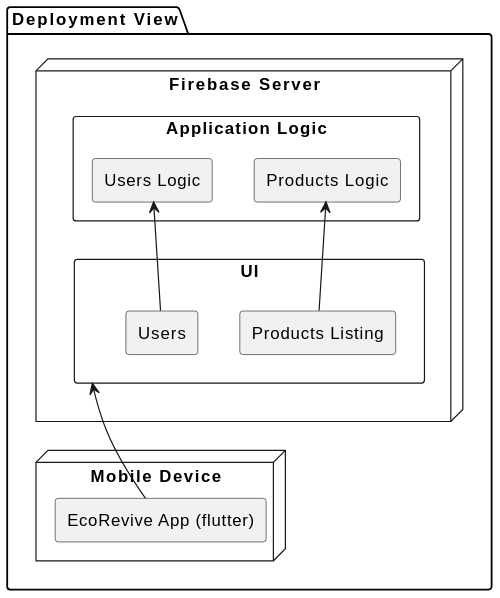 Deployment View
Firebase Server
Application Logic
Users Logic
Products Logic
UI
Users
Products Listing
Mobile Device
EcoRevive App (flutter)